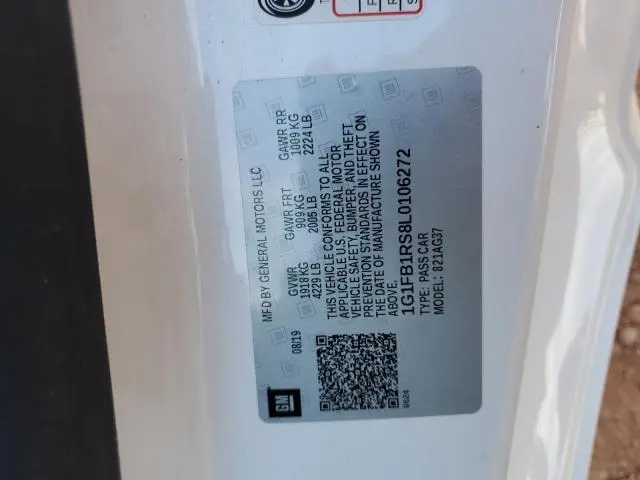 MFD BY GENERAL MOTORS LLC
08/19 GVWR GAWR FRT GAWR RR
1918 KG 909 KG 1009 KG
4229 LB 2005 LB 2224 LB
THIS VEHICLE CONFORMS TO ALL
APPLICABLE U.S. FEDERAL MOTOR
VEHICLE SAFETY, BUMPER, AND THEFT
PREVENTION STANDARDS IN EFFECT ON
THE DATE OF MANUFACTURE SHOWN
ABOVE.
1G1FB1RS8L0106272
TYPE: PASS CAR
MODEL: 821AG37
GM